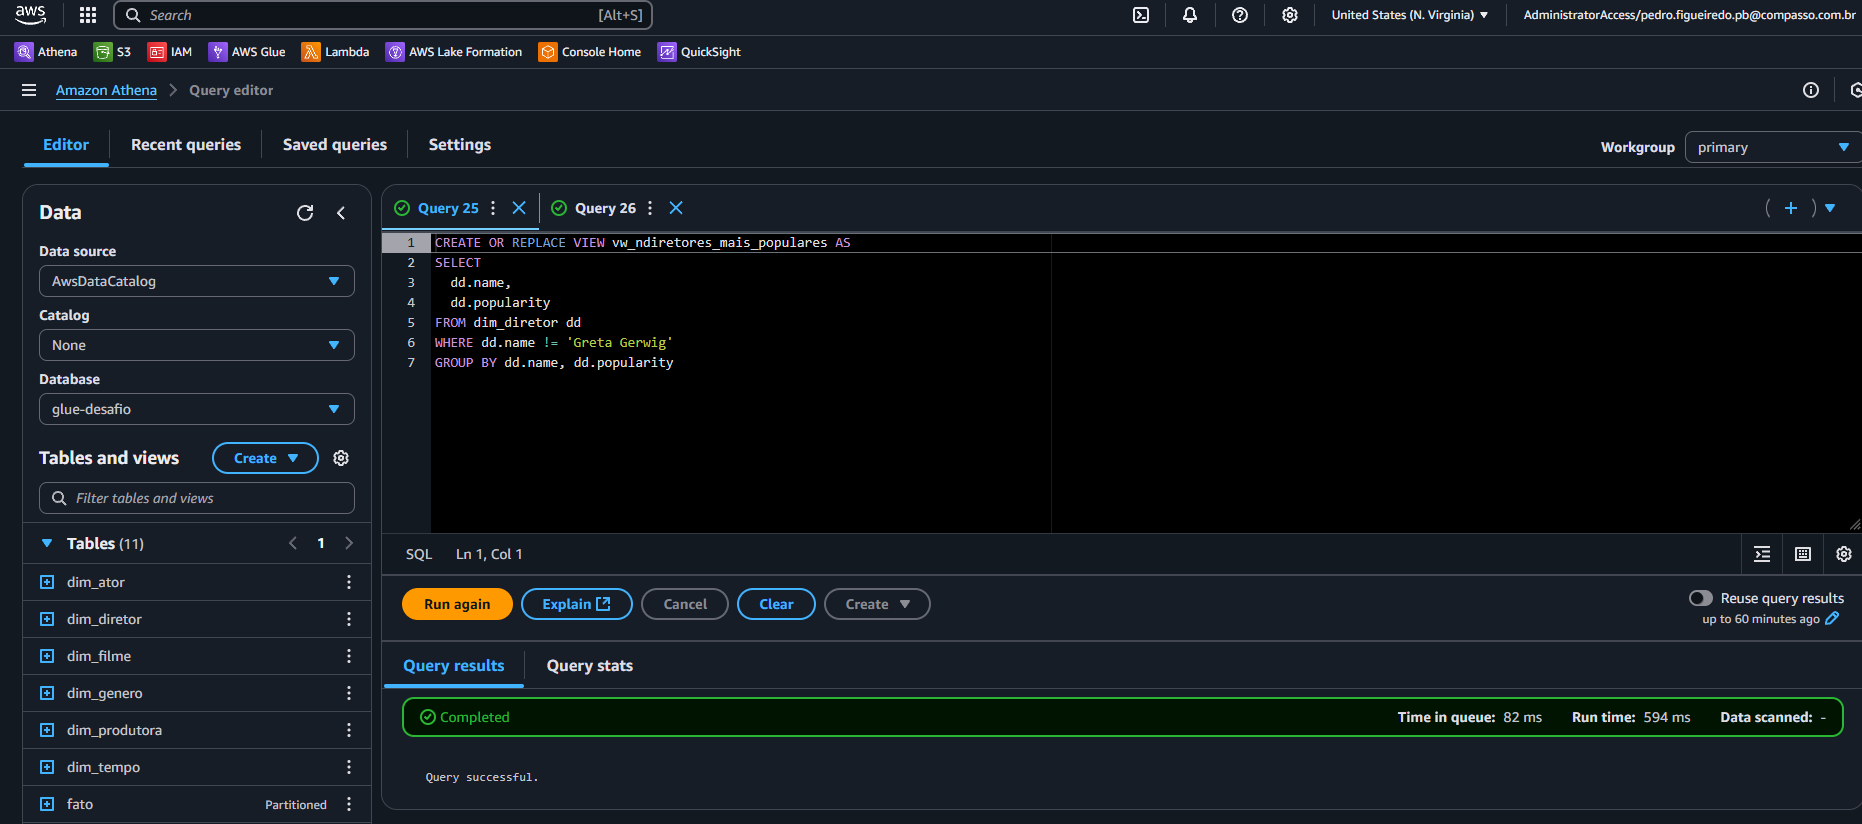 aws
Search [Alt+S]
United States (N. Virginia)
AdministratorAccess/pedro.figueiredo.pb@compasso.com.br
Athena S3 IAM AWS Glue Lambda AWS Lake Formation Console Home QuickSight
Amazon Athena > Query editor
Editor Recent queries Saved queries Settings
Workgroup primary
Data
Data source
AwsDataCatalog
Catalog
None
Database
glue-desafio
Tables and views Create
Filter tables and views
Tables (11) < 1 >
dim_ator
dim_diretor
dim_filme
dim_genero
dim_produtora
dim_tempo
fato Partitioned
Query 25 Query 26
1 CREATE OR REPLACE VIEW vw_ndiretores_mais_populares AS
2 SELECT
3 dd.name,
4 dd.popularity
5 FROM dim_diretor dd
6 WHERE dd.name != 'Greta Gerwig'
7 GROUP BY dd.name, dd.popularity
SQL Ln 1, Col 1
Run again Explain Cancel Clear Create
Reuse query results
up to 60 minutes ago
Query results Query stats
Completed Time in queue: 82 ms Run time: 594 ms Data scanned: -
Query successful.